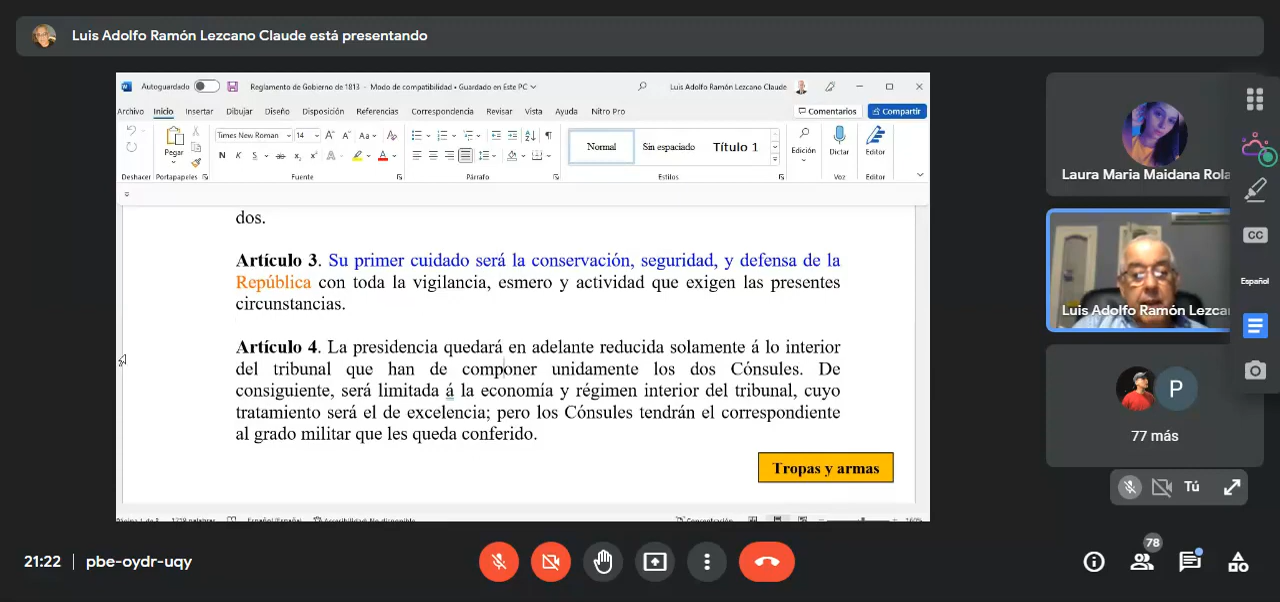 Luis Adolfo Ramón Lezcano Claude está presentando
Autoguardado
Reglamento de Gobierno de 1813 - Modo de compatibilidad • Guardado en Este PC
Luis Adolfo Ramón Lezcano Claude
Archivo Inicio Insertar Dibujar Diseño Disposición Referencias Correspondencia Revisar Vista Ayuda Nitro Pro
Comentarios
Compartir
Pegar
Times New Roman 14
Normal
Sin espaciado
Título 1
Edición
Dictar
Editor
Deshacer Portapapeles Fuente Párrafo Estilos Voz Editor
dos.
Artículo 3. Su primer cuidado será la conservación, seguridad, y defensa de la
República con toda la vigilancia, esmero y actividad que exigen las presentes
circunstancias.
Artículo 4. La presidencia quedará en adelante reducida solamente á lo interior
del tribunal que han de componer unidamente los dos Cónsules. De
consiguiente, será limitada á la economía y régimen interior del tribunal, cuyo
tratamiento será el de excelencia; pero los Cónsules tendrán el correspondiente
al grado militar que les queda conferido.
Tropas y armas
Laura Maria Maidana Rola
Luis Adolfo Ramón Lezca
P
77 más
Tú
CC
Español
21:22 | pbe-oydr-uqy
78